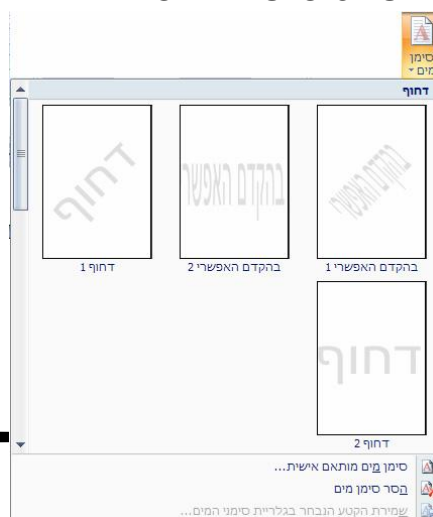 סימן
מים
דחוף
בהקדם האפשרי
בהקדם האפשרי
דחוף
בהקדם האפשרי 1
בהקדם האפשרי 2
דחוף 1
דחוף
דחוף 2
סימן מים מותאם אישית...
הסר סימן מים
שמירת הקטע הנבחר בגלריית סימני המים...